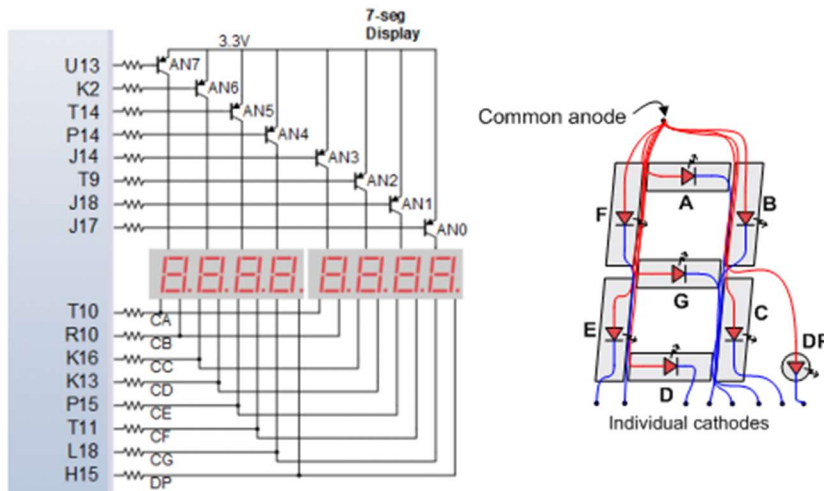 7-seg
Display
3.3V
U13
AN7
K2
AN6
T14
AN5
P14
AN4
J14
AN3
T9
AN2
J18
AN1
J17
AN0
T10
CA
R10
CB
K16
CC
K13
CD
P15
CE
T11
CF
L18
CG
H15
DP
Common anode
A
F
B
G
E
C
DP
D
Individual cathodes